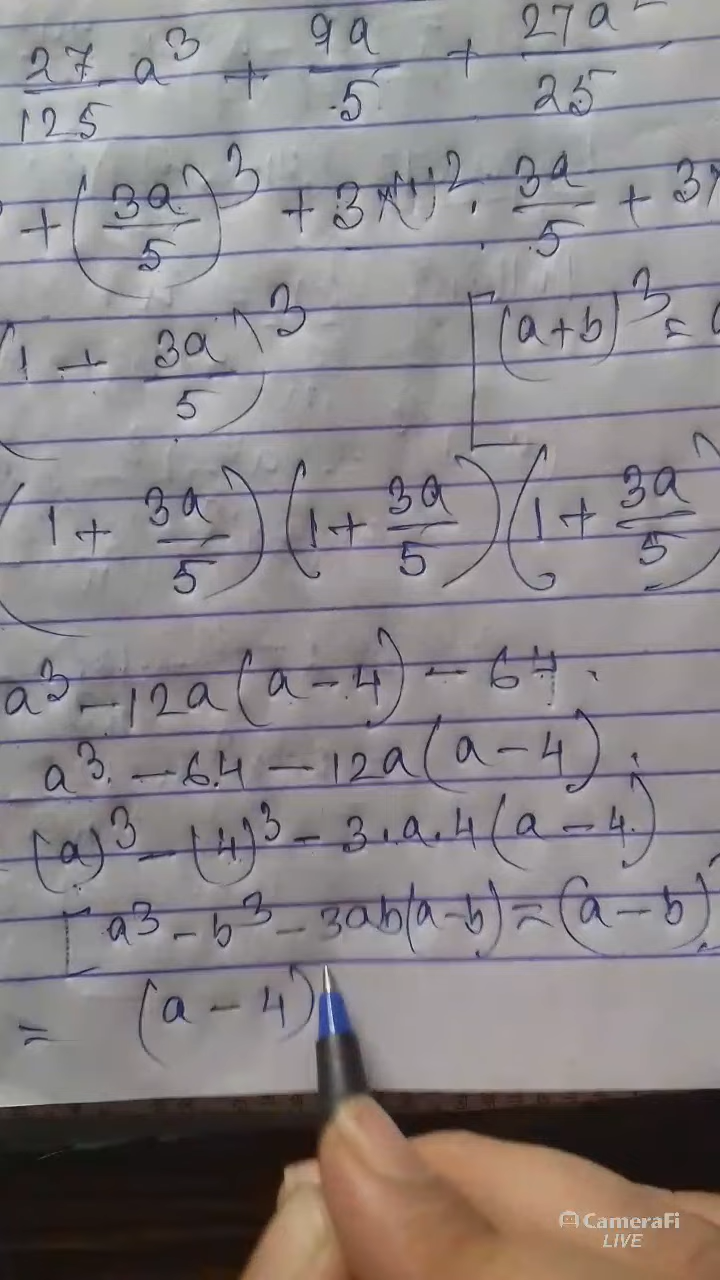 27/125 a³ + 9a/5 + 27a²/25
+ (3a/5)³ + 3×(1)² · 3a/5 + 3×
(1 + 3a/5)³ [(a+b)³ =
(1 + 3a/5)(1 + 3a/5)(1 + 3a/5)
a³ - 12a(a-4) - 64.
a³ - 64 - 12a(a-4).
(a)³ - (4)³ - 3.a.4(a-4)
[a³ - b³ - 3ab(a-b) = (a-b)
= (a-4)
CameraFi
LIVE